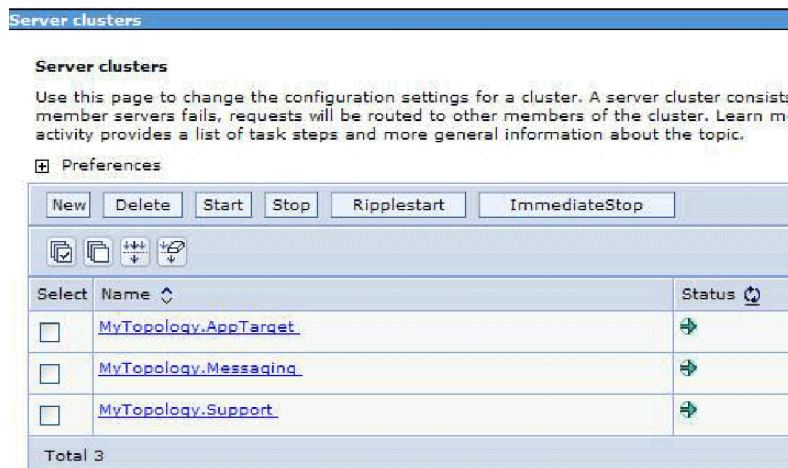 Server clusters
Server clusters
Use this page to change the configuration settings for a cluster. A server cluster consists
member servers fails, requests will be routed to other members of the cluster. Learn m
activity provides a list of task steps and more general information about the topic.
Preferences
New Delete Start Stop Ripplestart ImmediateStop
Select Name Status
MyTopology.AppTarget
MyTopology.Messaging
MyTopology.Support
Total 3